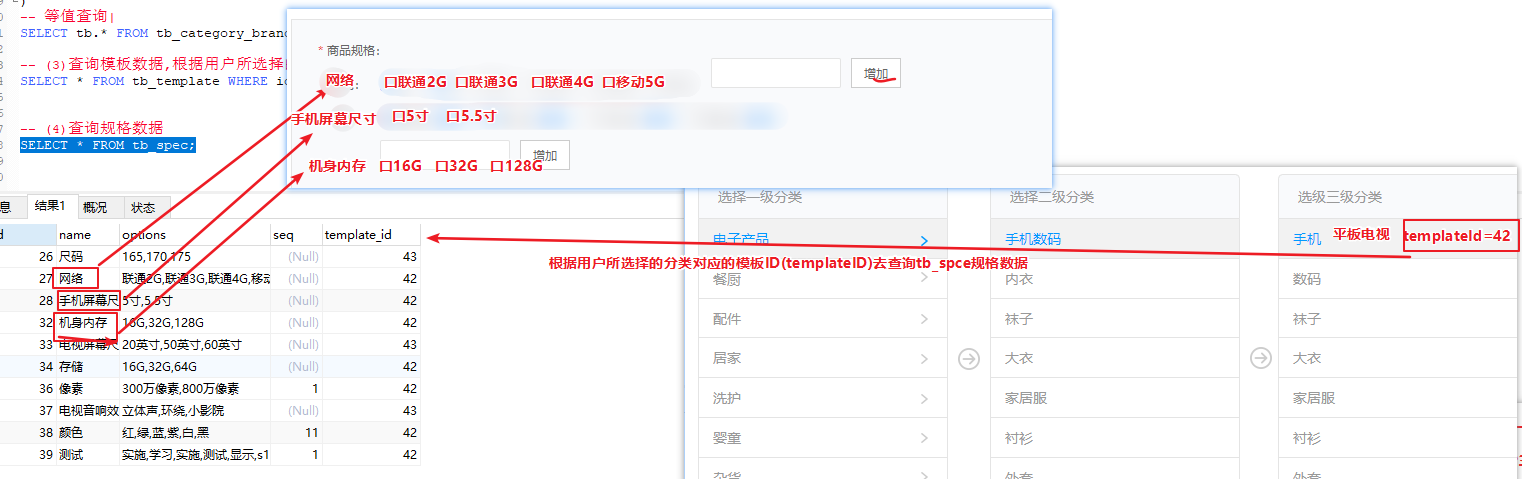 -- 等值查询
SELECT tb.* FROM tb_category_bran
-- (3)查询模板数据,根据用户所选择
SELECT * FROM tb_template WHERE i
-- (4)查询规格数据
SELECT * FROM tb_spec;
* 商品规格:
网络: 口联通2G 口联通3G 口联通4G 口移动5G 增加
手机屏幕尺寸 口5寸 口5.5寸
机身内存 口16G 口32G 口128G 增加
息 结果1 概况 状态
d name options seq template_id
26 尺码 165,170,175 (Null) 43
27 网络 联通2G,联通3G,联通4G,移 (Null) 42
28 手机屏幕尺 5寸,5.5寸 (Null) 42
32 机身内存 16G,32G,128G (Null) 42
33 电视屏幕尺 20英寸,50英寸,60英寸 (Null) 43
34 存储 16G,32G,64G (Null) 42
36 像素 300万像素,800万像素 1 42
37 电视音响效 立体声,环绕,小影院 (Null) 43
38 颜色 红,绿,蓝,紫,白,黑 11 42
39 测试 实施,学习,实施,测试,显示,s1 1 42
选择一级分类 选择二级分类 选级三级分类
电子产品 手机数码 手机 平板电视 templateId=42
根据用户所选择的分类对应的模板ID(templateID)去查询tb_spce规格数据
餐厨 内衣 数码
配件 袜子 袜子
居家 大衣 大衣
洗护 家居服 家居服
婴童 衬衫 衬衫
杂货 外套 外套